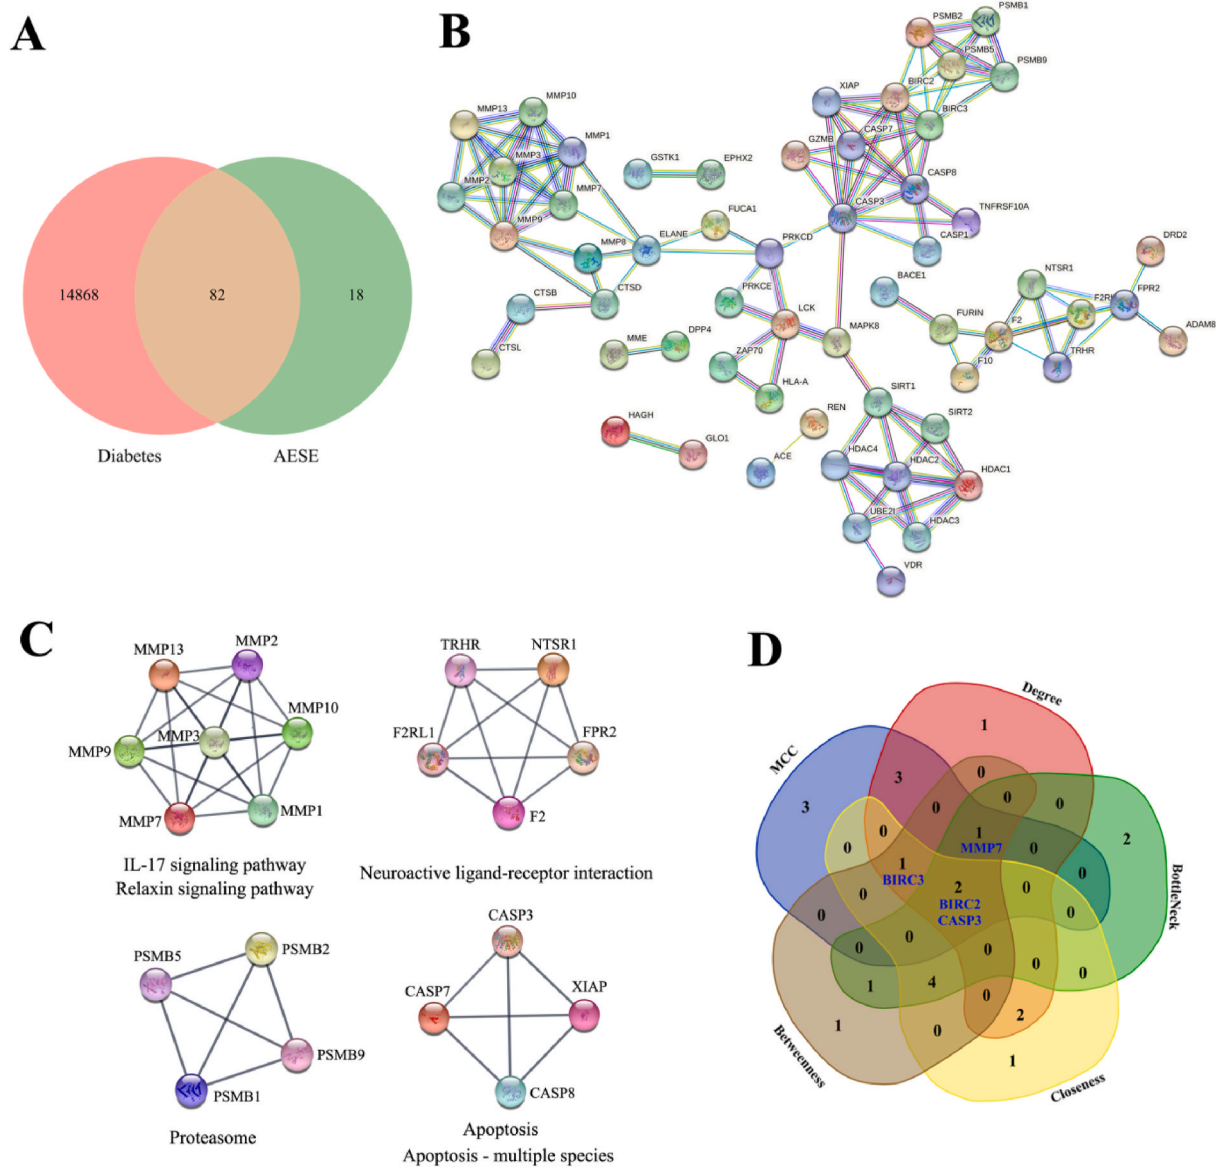 A
14868
82
18
Diabetes
AESE
B
PSMB2
PSMB1
PSMB5
PSMB9
XIAP
BIRC2
BIRC3
MMP10
MMP13
MMP1
MMP3
MMP2
MMP7
MMP9
GSTK1
EPHX2
GZMB
CASP7
CASP8
CASP3
TNFRSF10A
CASP1
FUCA1
ELANE
PRKCD
MMP8
CTSD
CTSB
CTSL
PRKCE
LCK
MAPK8
MME
DPP4
ZAP70
HLA-A
BACE1
FURIN
F2
F10
NTSR1
FPR2
DRD2
ADAM8
TRHR
HAGH
GLO1
REN
ACE
SIRT1
SIRT2
HDAC4
HDAC2
HDAC1
UBE2I
HDAC3
VDR
C
MMP13
MMP2
MMP10
MMP3
MMP9
MMP7
MMP1
IL-17 signaling pathway
Relaxin signaling pathway
TRHR
NTSR1
F2RL1
FPR2
F2
Neuroactive ligand-receptor interaction
PSMB5
PSMB2
PSMB9
PSMB1
Proteasome
CASP3
CASP7
XIAP
CASP8
Apoptosis
Apoptosis - multiple species
D
Degree
MCC
BottleNeck
Betweenness
Closeness
1
3
0
3
0
0
0
2
0
1
MMP7
0
0
1
BIRC3
0
2
BIRC2
CASP3
0
0
0
0
0
0
0
0
0
1
4
0
2
1
0
1